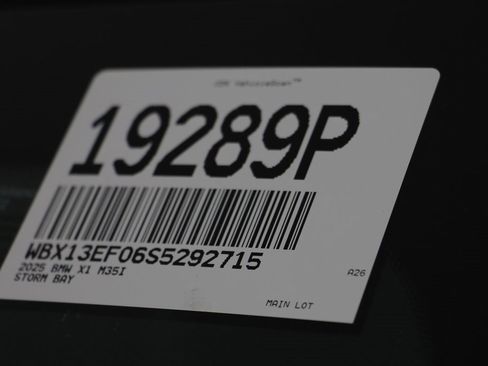 19289P
WBX13EF06S5292715
2025 BMW X1 M35I
STORM BAY
A26
MAIN LOT